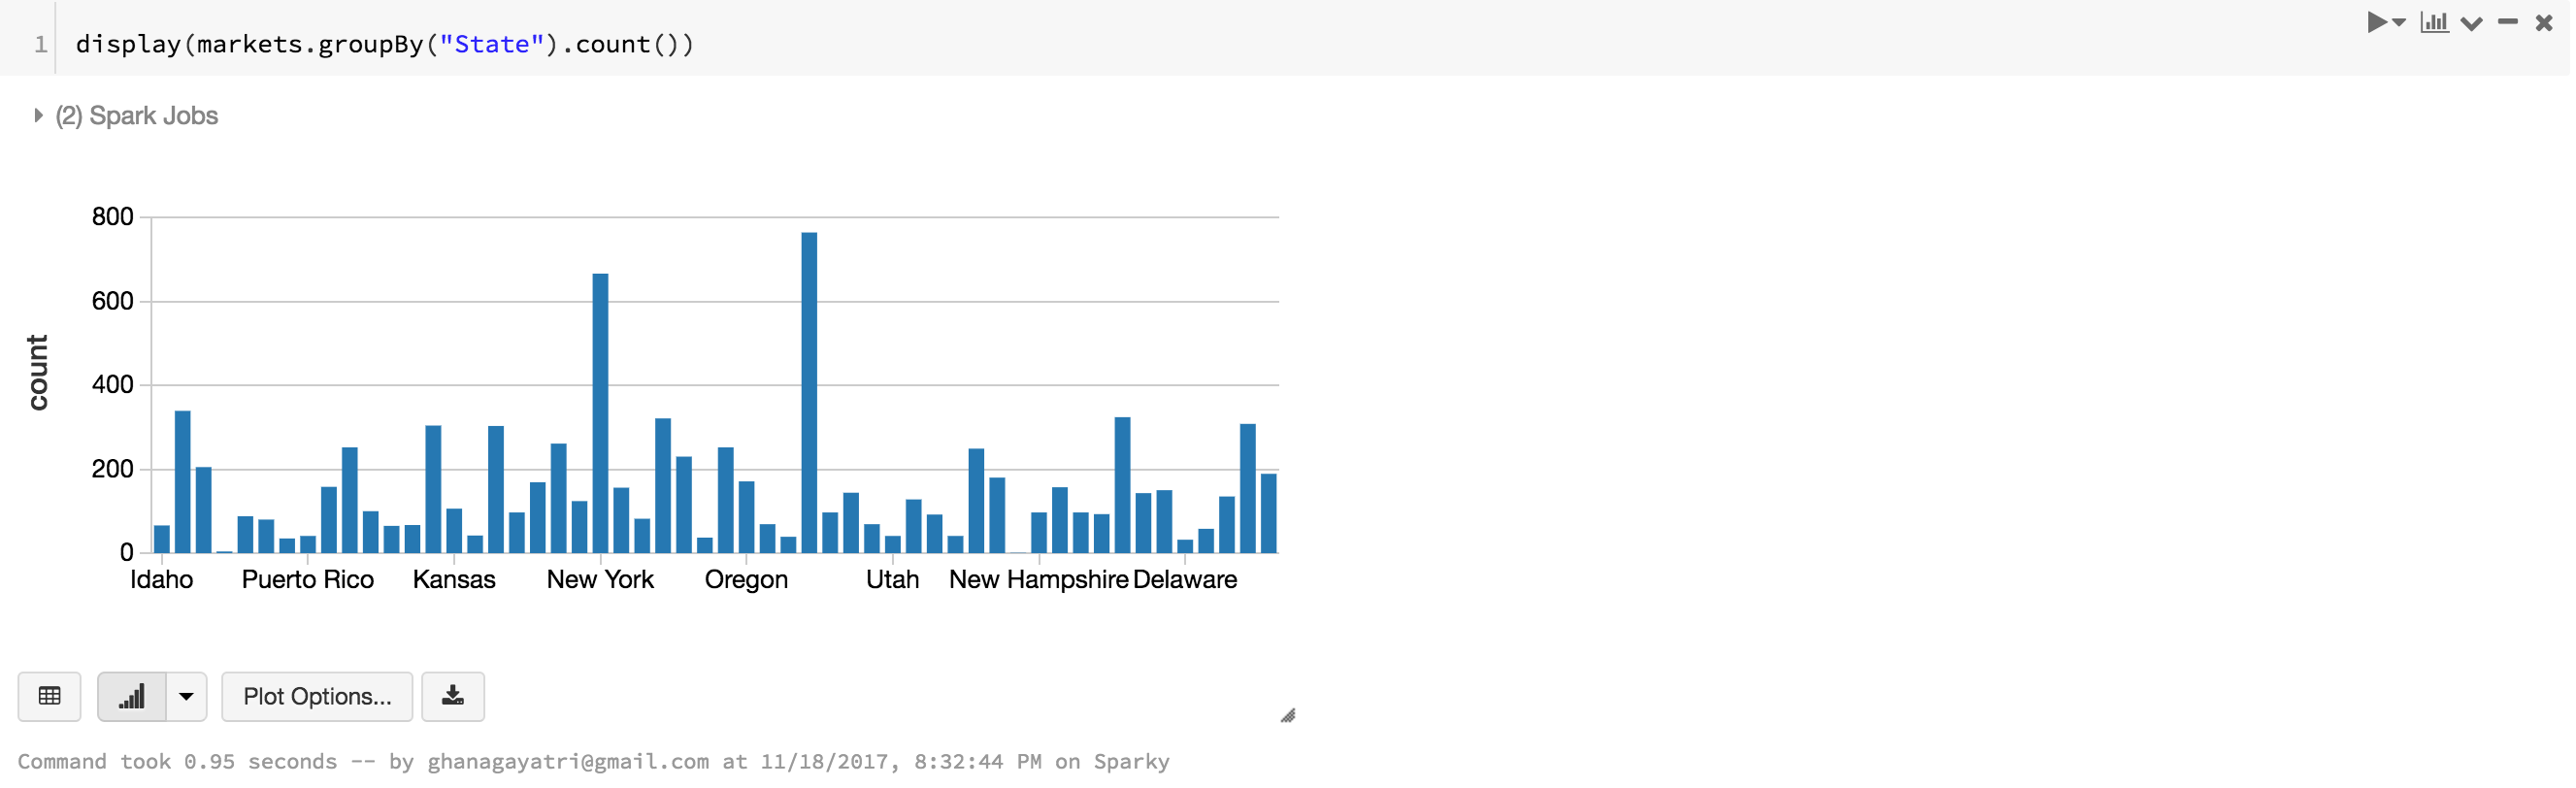 1 display(markets.groupBy("State").count())
(2) Spark Jobs
800
600
400
200
0
count
Idaho Puerto Rico Kansas New York Oregon Utah New Hampshire Delaware
Plot Options...
Command took 0.95 seconds -- by ghanagayatri@gmail.com at 11/18/2017, 8:32:44 PM on Sparky